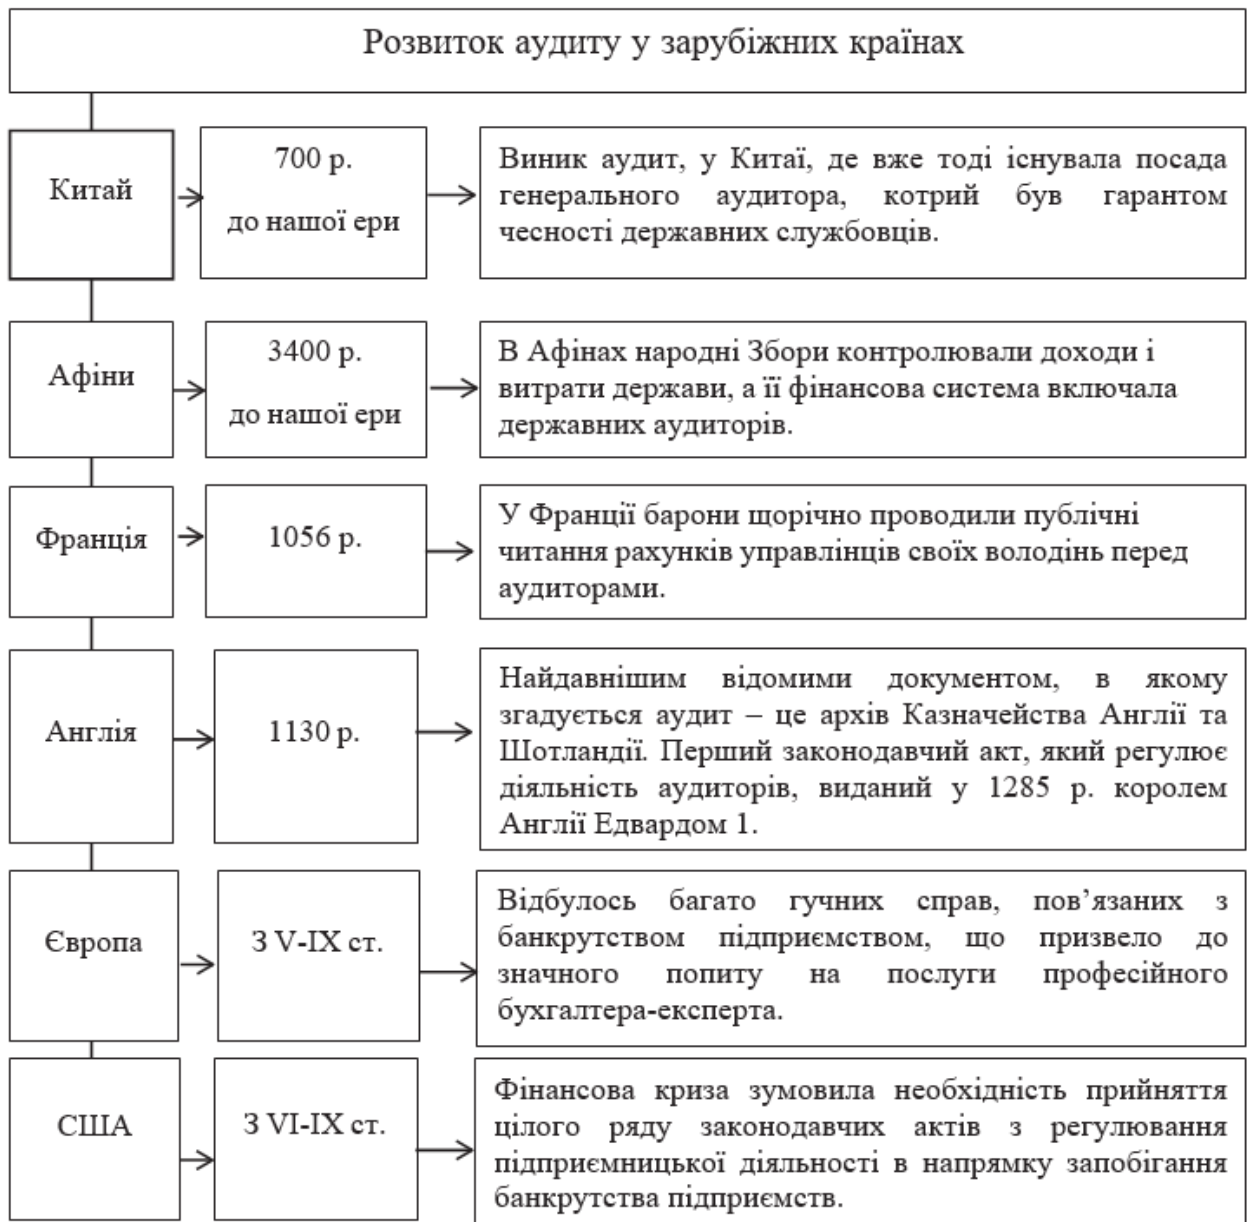 Розвиток аудиту у зарубіжних країнах
Китай
700 р.
до нашої ери
Виник аудит, у Китаї, де вже тоді існувала посада
генерального аудитора, котрий був гарантом
чесності державних службовців.
Афіни
3400 р.
до нашої ери
В Афінах народні Збори контролювали доходи і
витрати держави, а її фінансова система включала
державних аудиторів.
Франція
1056 р.
У Франції барони щорічно проводили публічні
читання рахунків управлінців своїх володінь перед
аудиторами.
Англія
1130 р.
Найдавнішим відомими документом, в якому
згадується аудит – це архів Казначейства Англії та
Шотландії. Перший законодавчий акт, який регулює
діяльність аудиторів, виданий у 1285 р. королем
Англії Едвардом 1.
Європа
З V-IX ст.
Відбулось багато гучних справ, пов’язаних з
банкрутством підприємством, що призвело до
значного попиту на послуги професійного
бухгалтера-експерта.
США
З VI-IX ст.
Фінансова криза зумовила необхідність прийняття
цілого ряду законодавчих актів з регулювання
підприємницької діяльності в напрямку запобігання
банкрутства підприємств.